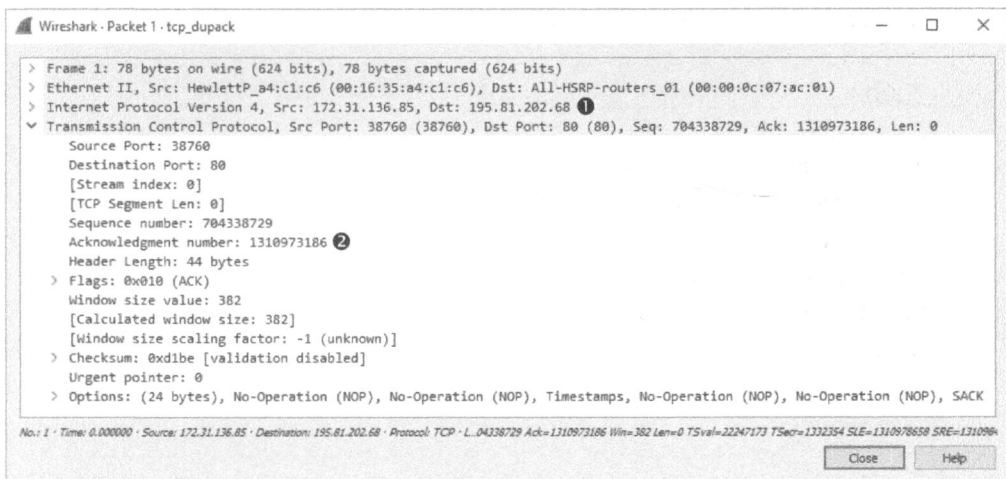 Wireshark · Packet 1 · tcp_dupack
> Frame 1: 78 bytes on wire (624 bits), 78 bytes captured (624 bits)
> Ethernet II, Src: HewlettP_a4:c1:c6 (00:16:35:a4:c1:c6), Dst: All-HSRP-routers_01 (00:00:0c:07:ac:01)
> Internet Protocol Version 4, Src: 172.31.136.85, Dst: 195.81.202.68 ❶
Transmission Control Protocol, Src Port: 38760 (38760), Dst Port: 80 (80), Seq: 704338729, Ack: 1310973186, Len: 0
Source Port: 38760
Destination Port: 80
[Stream index: 0]
[TCP Segment Len: 0]
Sequence number: 704338729
Acknowledgment number: 1310973186 ❷
Header Length: 44 bytes
> Flags: 0x010 (ACK)
Window size value: 382
[Calculated window size: 382]
[Window size scaling factor: -1 (unknown)]
> Checksum: 0xd1be [validation disabled]
Urgent pointer: 0
> Options: (24 bytes), No-Operation (NOP), No-Operation (NOP), Timestamps, No-Operation (NOP), No-Operation (NOP), SACK
No.: 1 · Time: 0.000000 · Source: 172.31.136.85 · Destination: 195.81.202.68 · Protocol: TCP · L...04338729 Ack=1310973186 Win=382 Len=0 TSval=22247173 TSecr=1332354 SLE=1310978658 SRE=131098
Close Help